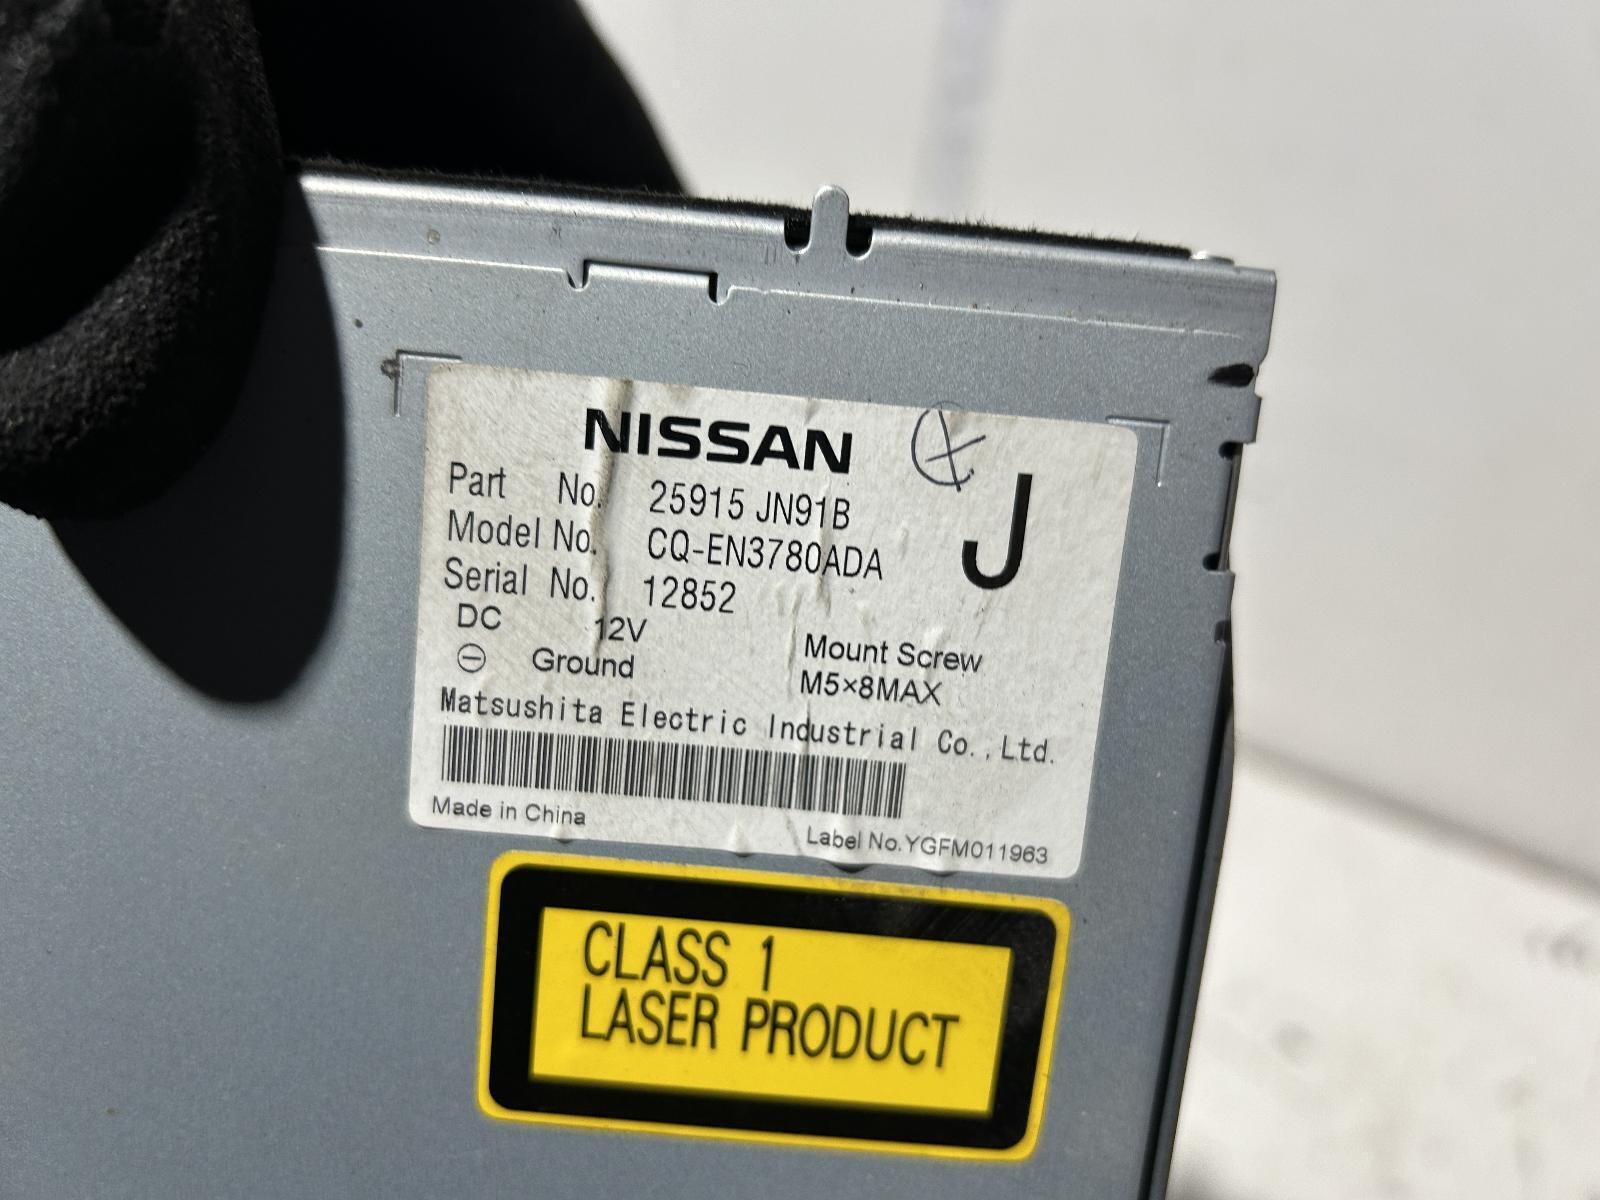 NISSAN
J
Part No. 25915 JN91B
Model No. CQ-EN3780ADA
Serial No. 12852
DC 12V
⊖ Ground
Mount Screw
M5×8MAX
Matsushita Electric Industrial Co.,Ltd.
Made in China
Label No.YGFM011963
CLASS 1
LASER PRODUCT